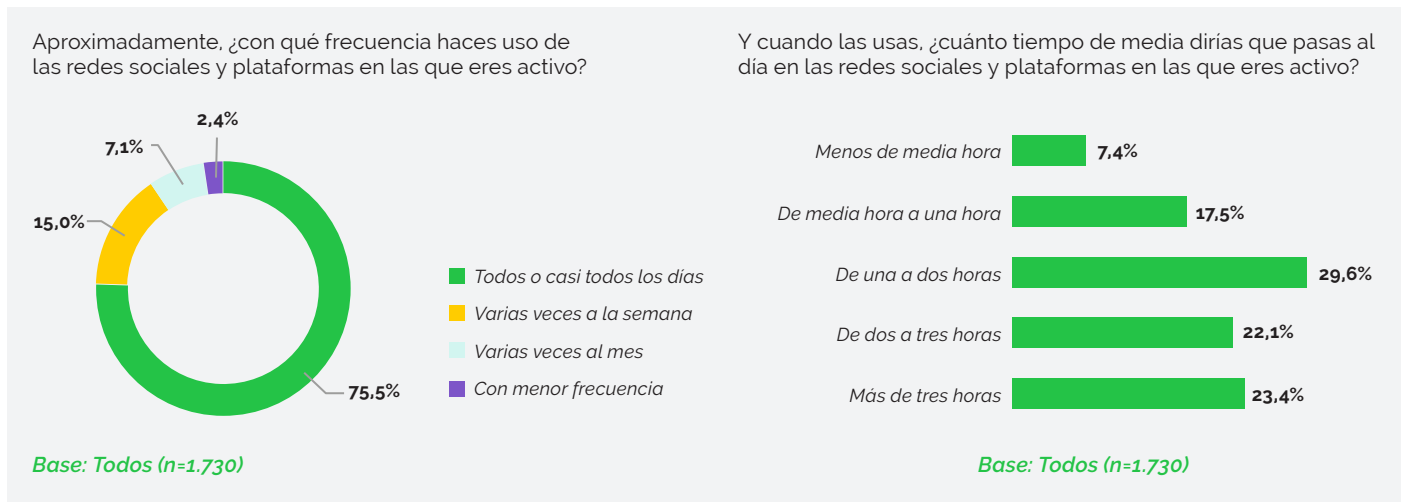 Aproximadamente, ¿con qué frecuencia haces uso de
las redes sociales y plataformas en las que eres activo?
2,4%
7,1%
15,0%
75,5%
Todos o casi todos los días
Varias veces a la semana
Varias veces al mes
Con menor frecuencia
Base: Todos (n=1.730)
Y cuando las usas, ¿cuánto tiempo de media dirías que pasas al
día en las redes sociales y plataformas en las que eres activo?
Menos de media hora 7,4%
De media hora a una hora 17,5%
De una a dos horas 29,6%
De dos a tres horas 22,1%
Más de tres horas 23,4%
Base: Todos (n=1.730)